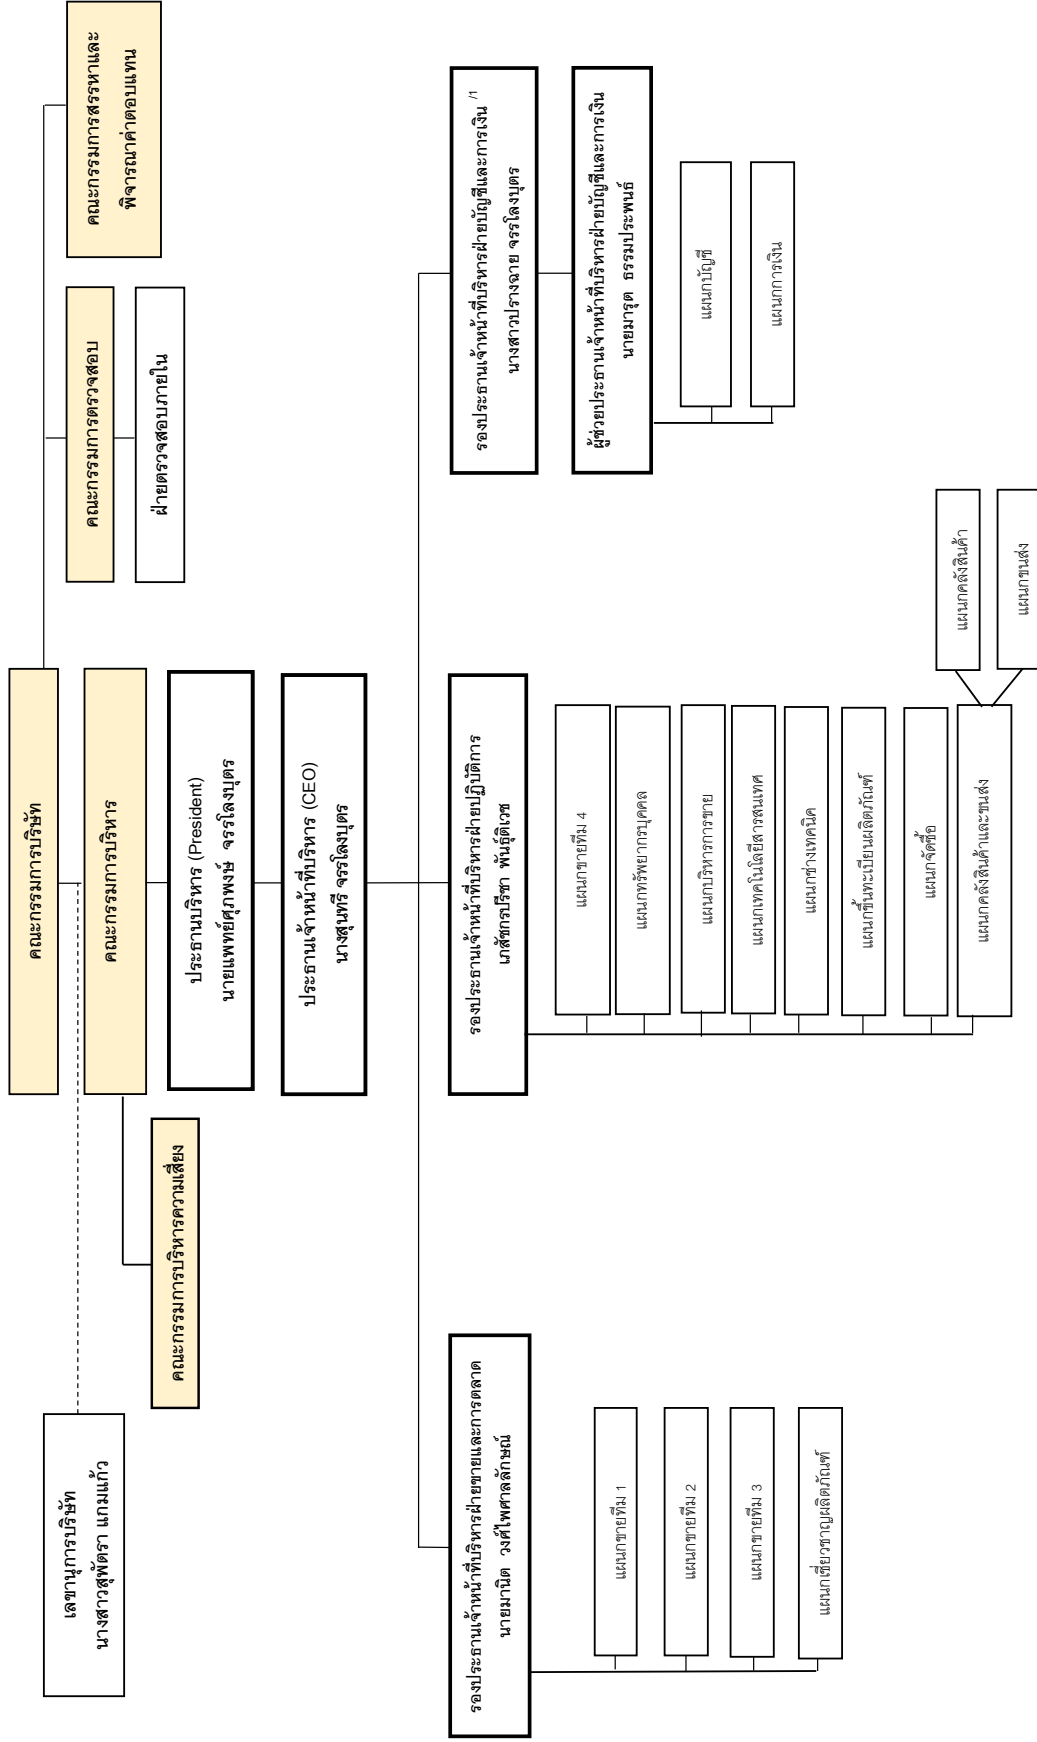 คณะกรรมการบริษัท
เลขานุการบริษัท
นางสาวสุพัตรา แกมแก้ว
คณะกรรมการบริหาร
คณะกรรมการตรวจสอบ
คณะกรรมการสรรหาและ
พิจารณาค่าตอบแทน
ฝ่ายตรวจสอบภายใน
คณะกรรมการบริหารความเสี่ยง
ประธานบริหาร (President)
นายแพทย์ศุภพงษ์ จรรโลงบุตร
ประธานเจ้าหน้าที่บริหาร (CEO)
นางสุนทรี จรรโลงบุตร
รองประธานเจ้าหน้าที่บริหารฝ่ายขายและการตลาด
นายมานิต วงศ์ไพศาลลักษณ์
แผนกขายทีม 1
แผนกขายทีม 2
แผนกขายทีม 3
แผนกเชี่ยวชาญผลิตภัณฑ์
รองประธานเจ้าหน้าที่บริหารฝ่ายปฏิบัติการ
เภสัชกรปรีชา พันธุ์ติเวช
แผนกขายทีม 4
แผนกทรัพยากรบุคคล
แผนกบริหารการขาย
แผนกเทคโนโลยีสารสนเทศ
แผนกช่างเทคนิค
แผนกขึ้นทะเบียนผลิตภัณฑ์
แผนกจัดซื้อ
แผนกคลังสินค้าและขนส่ง
แผนกคลังสินค้า
แผนกขนส่ง
รองประธานเจ้าหน้าที่บริหารฝ่ายบัญชีและการเงิน /1
นางสาวปรางฉาย จรรโลงบุตร
ผู้ช่วยประธานเจ้าหน้าที่บริหารฝ่ายบัญชีและการเงิน
นายมารุต ธรรมประพนธ์
แผนกบัญชี
แผนกการเงิน